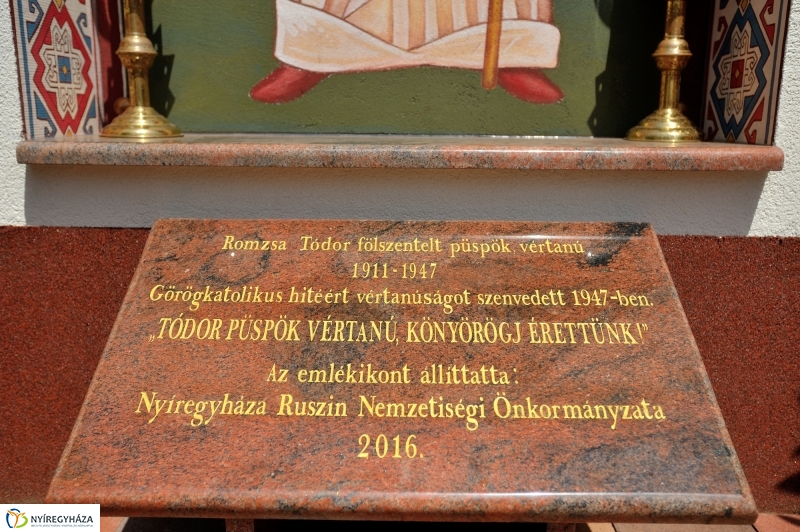 Romzsa Tódor fölszentelt püspök, vértanú
1911-1947
Görögkatolikus hitéért vértanúságot szenvedett 1947-ben.
„TÓDOR PÜSPÖK VÉRTANÚ, KÖNYÖRÖGJ ÉRETTÜNK!"
Az emlékikont állíttatta:
Nyíregyháza Ruszin Nemzetiségi Önkormányzata
2016.
NYÍREGYHÁZA